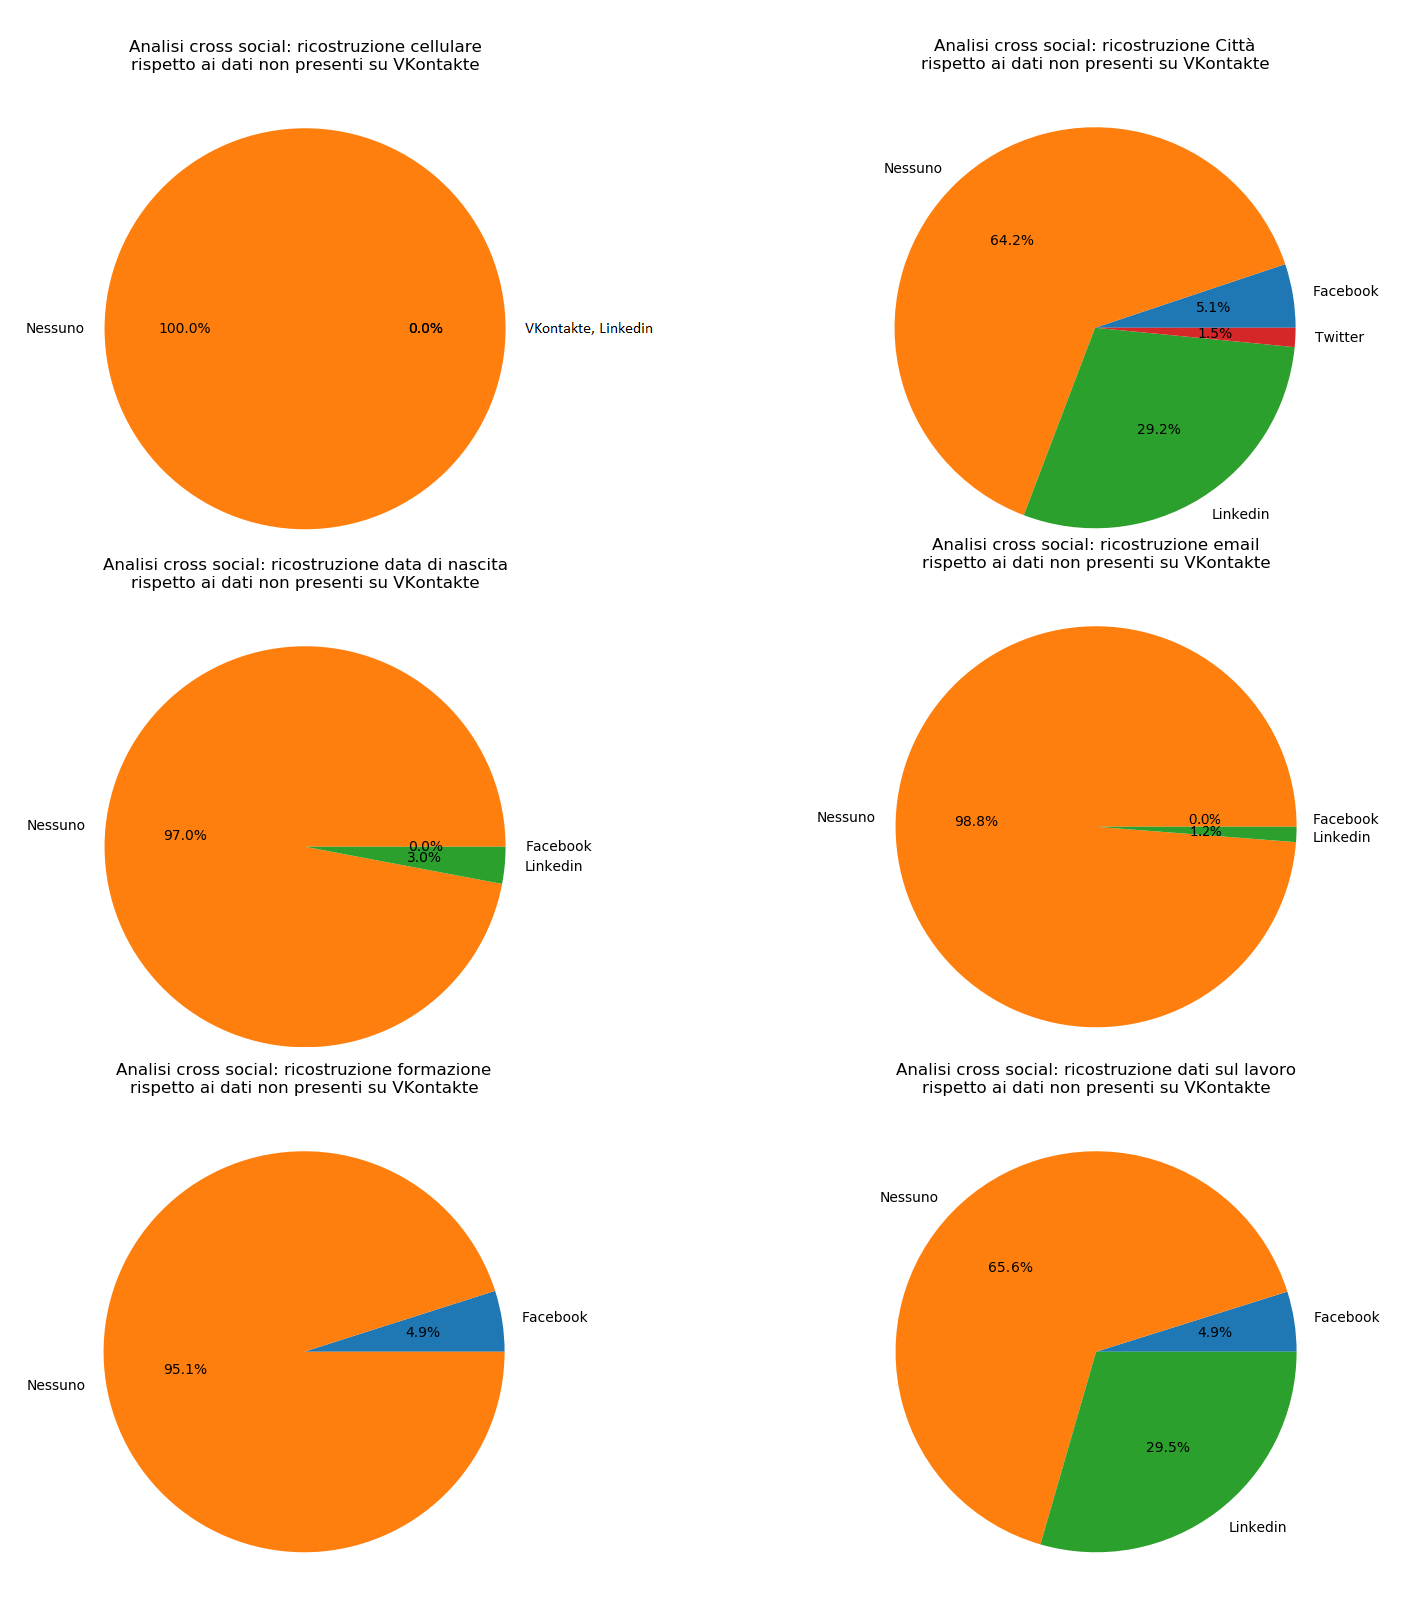 Analisi cross social: ricostruzione cellulare
rispetto ai dati non presenti su VKontakte
Nessuno
100.0%
0.0%
VKontakte, Linkedin
Analisi cross social: ricostruzione Città
rispetto ai dati non presenti su VKontakte
Nessuno
64.2%
Facebook
5.1%
1.5%
Twitter
29.2%
Linkedin
Analisi cross social: ricostruzione data di nascita
rispetto ai dati non presenti su VKontakte
Nessuno
97.0%
0.0%
Facebook
3.0%
Linkedin
Analisi cross social: ricostruzione email
rispetto ai dati non presenti su VKontakte
Nessuno
98.8%
0.0%
Facebook
1.2%
Linkedin
Analisi cross social: ricostruzione formazione
rispetto ai dati non presenti su VKontakte
Facebook
4.9%
95.1%
Nessuno
Analisi cross social: ricostruzione dati sul lavoro
rispetto ai dati non presenti su VKontakte
Nessuno
65.6%
Facebook
4.9%
29.5%
Linkedin